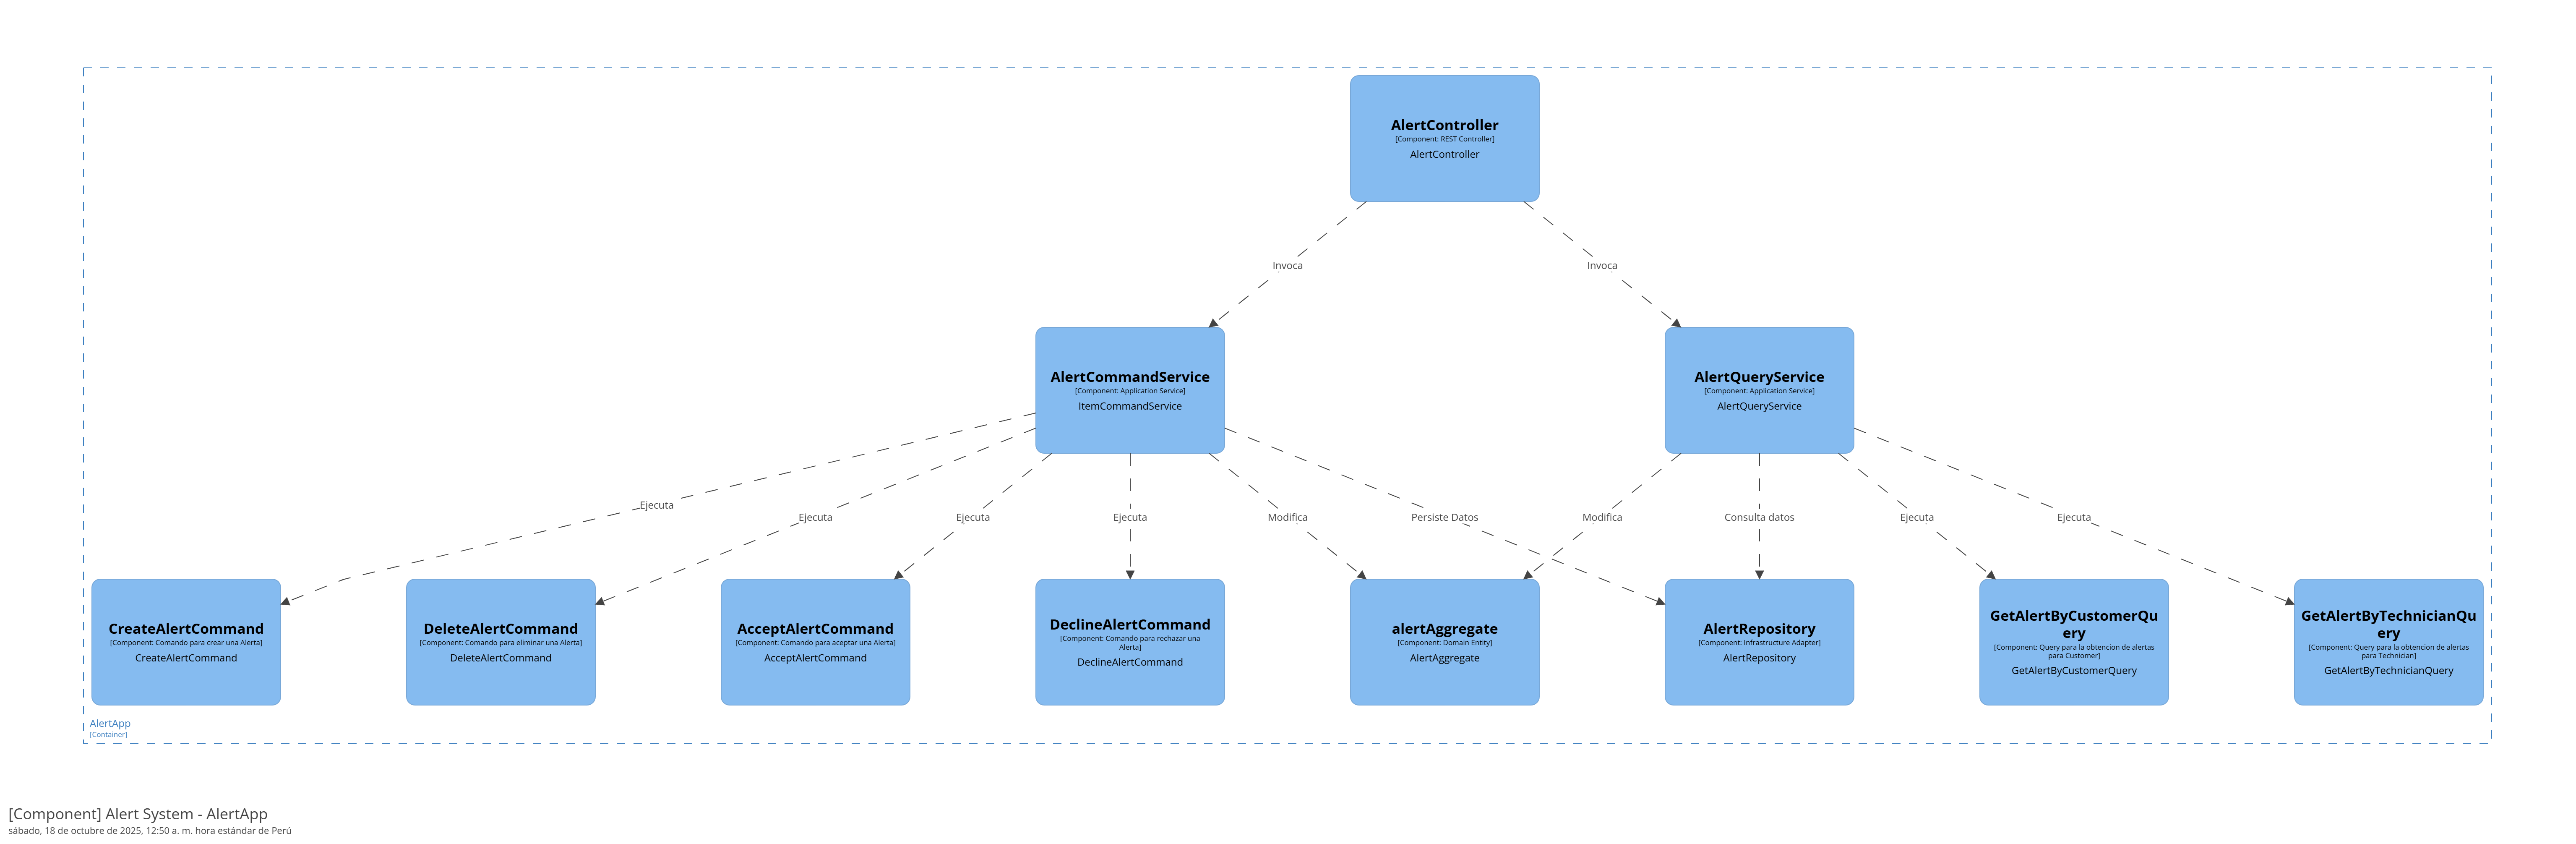 AlertController
[Component: REST Controller]
AlertController
Invoca
Invoca
AlertCommandService
[Component: Application Service]
ItemCommandService
AlertQueryService
[Component: Application Service]
AlertQueryService
Ejecuta
Ejecuta
Ejecuta
Ejecuta
Modifica
Persiste Datos
Modifica
Consulta datos
Ejecuta
Ejecuta
CreateAlertCommand
[Component: Comando para crear una Alerta]
CreateAlertCommand
DeleteAlertCommand
[Component: Comando para eliminar una Alerta]
DeleteAlertCommand
AcceptAlertCommand
[Component: Comando para aceptar una Alerta]
AcceptAlertCommand
DeclineAlertCommand
[Component: Comando para rechazar una
Alerta]
DeclineAlertCommand
alertAggregate
[Component: Domain Entity]
AlertAggregate
AlertRepository
[Component: Infrastructure Adapter]
AlertRepository
GetAlertByCustomerQu
ery
[Component: Query para la obtencion de alertas
para Customer]
GetAlertByCustomerQuery
GetAlertByTechnicianQu
ery
[Component: Query para la obtencion de alertas
para Technician]
GetAlertByTechnicianQuery
AlertApp
[Container]
[Component] Alert System - AlertApp
sábado, 18 de octubre de 2025, 12:50 a. m. hora estándar de Perú